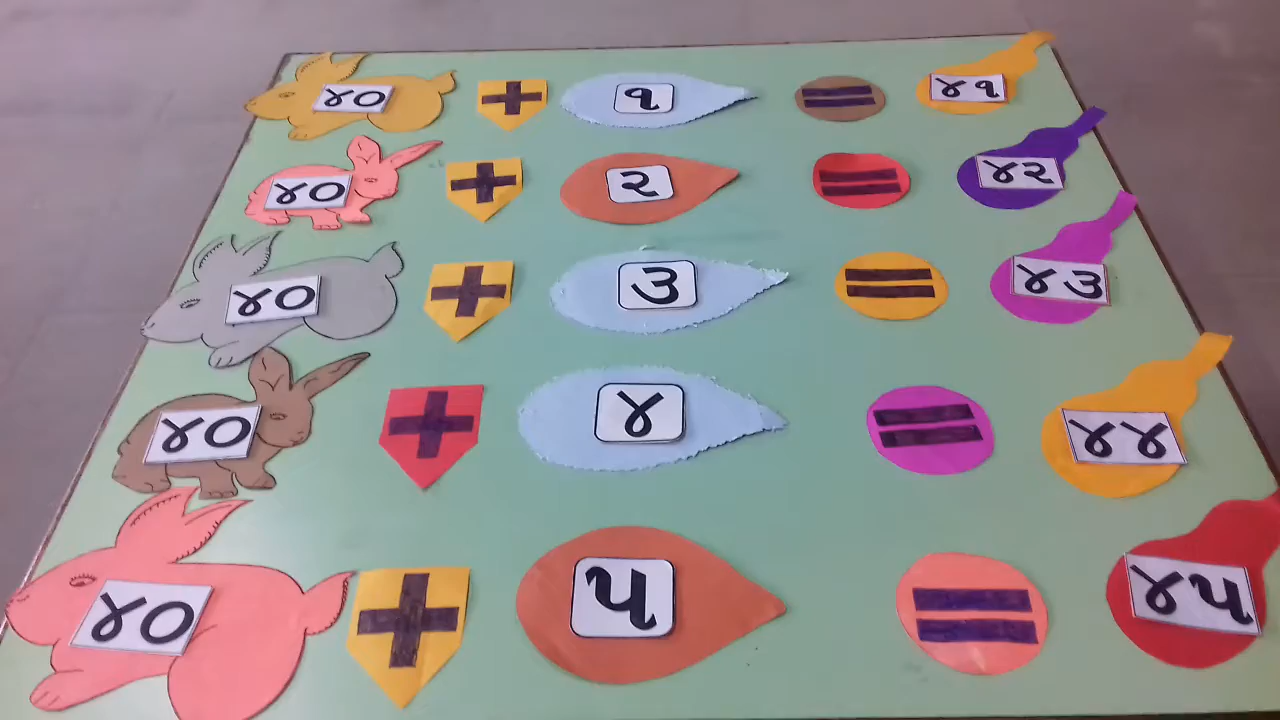 ૪૦ + ૧ = ૪૧
૪૦ + ૨ = ૪૨
૪૦ + ૩ = ૪૩
૪૦ + ૪ = ૪૪
૪૦ + ૫ = ૪૫